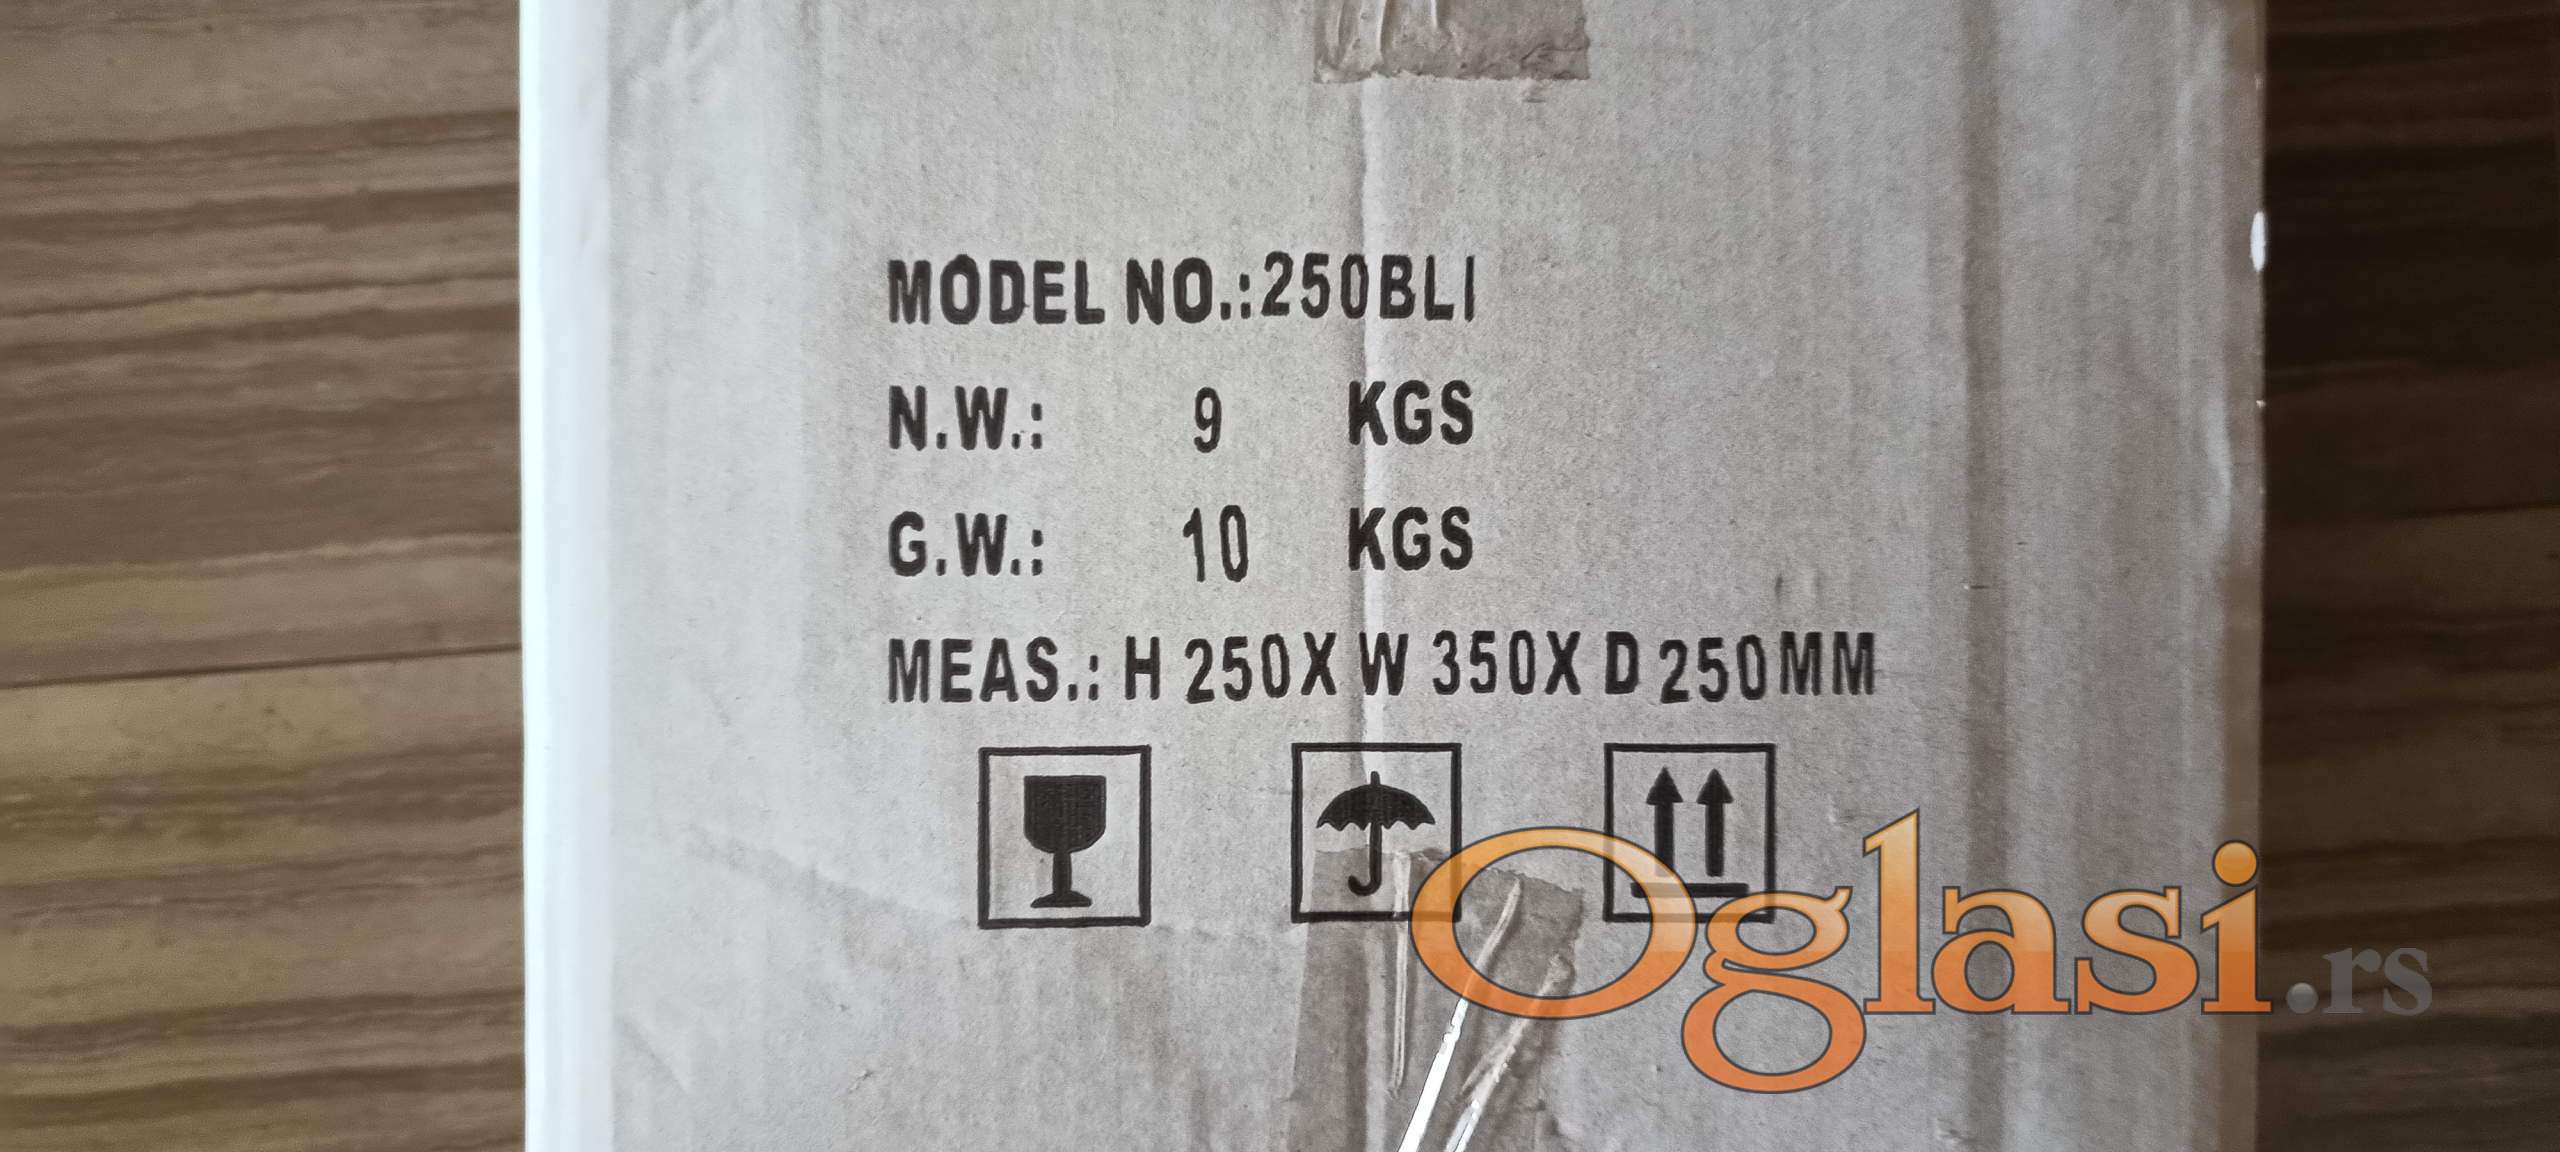 MODEL NO.:250BLI
N.W.: 9 KGS
G.W.: 10 KGS
MEAS.: H 250X W 350X D 250MM
Oglasi.rs